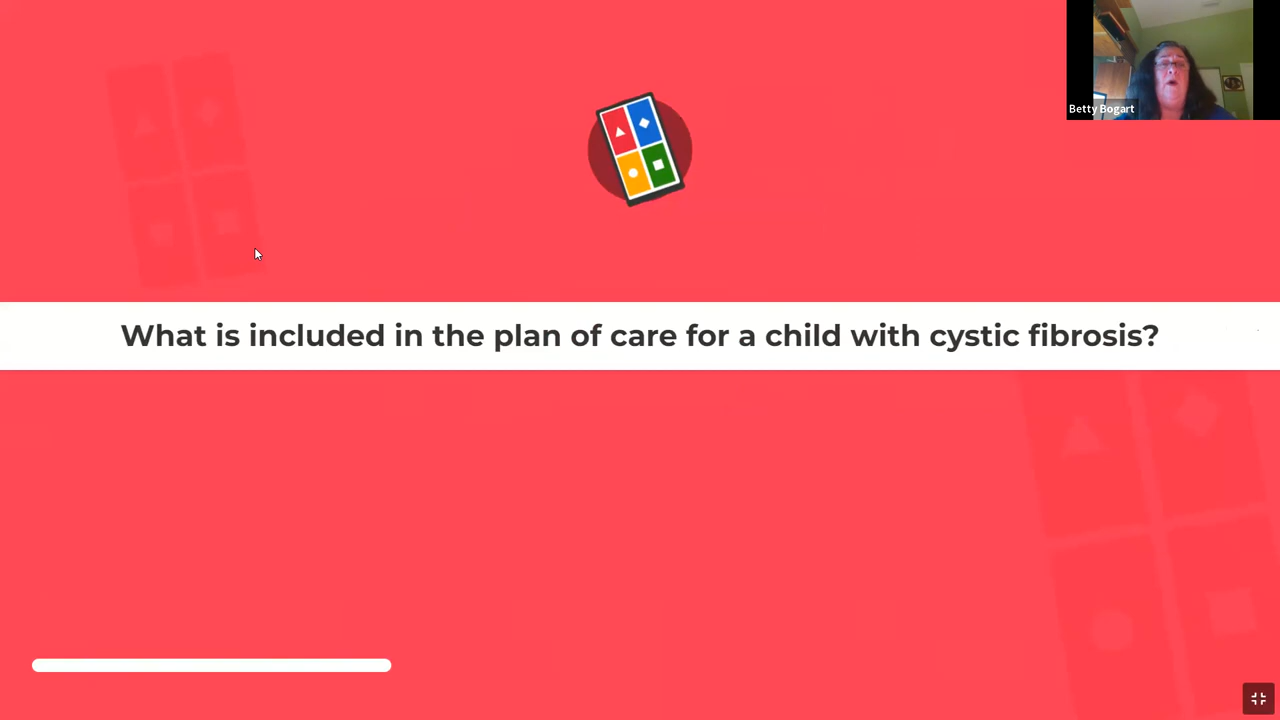 Betty Bogart
What is included in the plan of care for a child with cystic fibrosis?